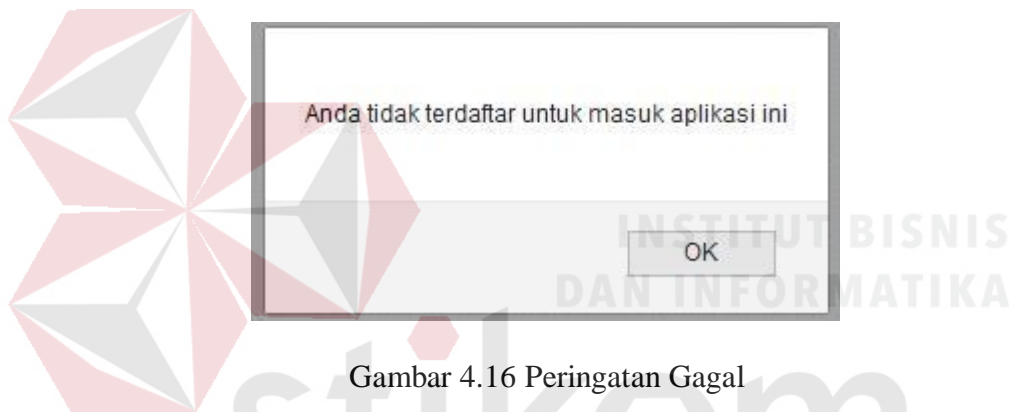 Anda tidak terdaftar untuk masuk aplikasi ini
INSTITUT BISNIS
OK
DAN INFORMATIKA
Gambar 4.16 Peringatan Gagal
stikom